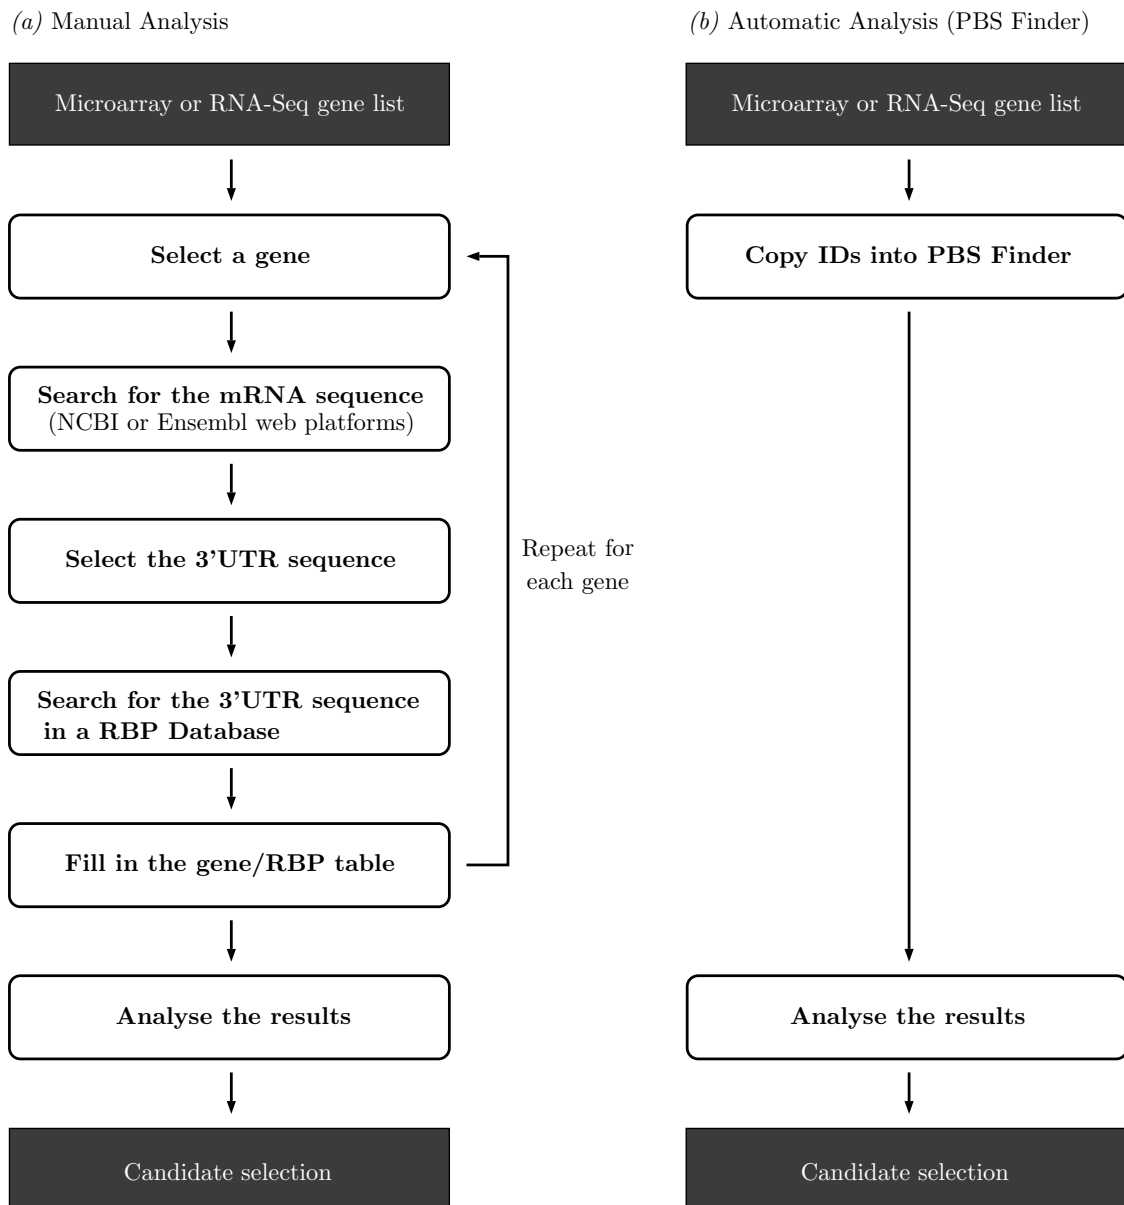 (a) Manual Analysis
Microarray or RNA-Seq gene list
Select a gene
Search for the mRNA sequence
(NCBI or Ensembl web platforms)
Select the 3'UTR sequence
Search for the 3'UTR sequence
in a RBP Database
Fill in the gene/RBP table
Repeat for
each gene
Analyse the results
Candidate selection
(b) Automatic Analysis (PBS Finder)
Microarray or RNA-Seq gene list
Copy IDs into PBS Finder
Analyse the results
Candidate selection